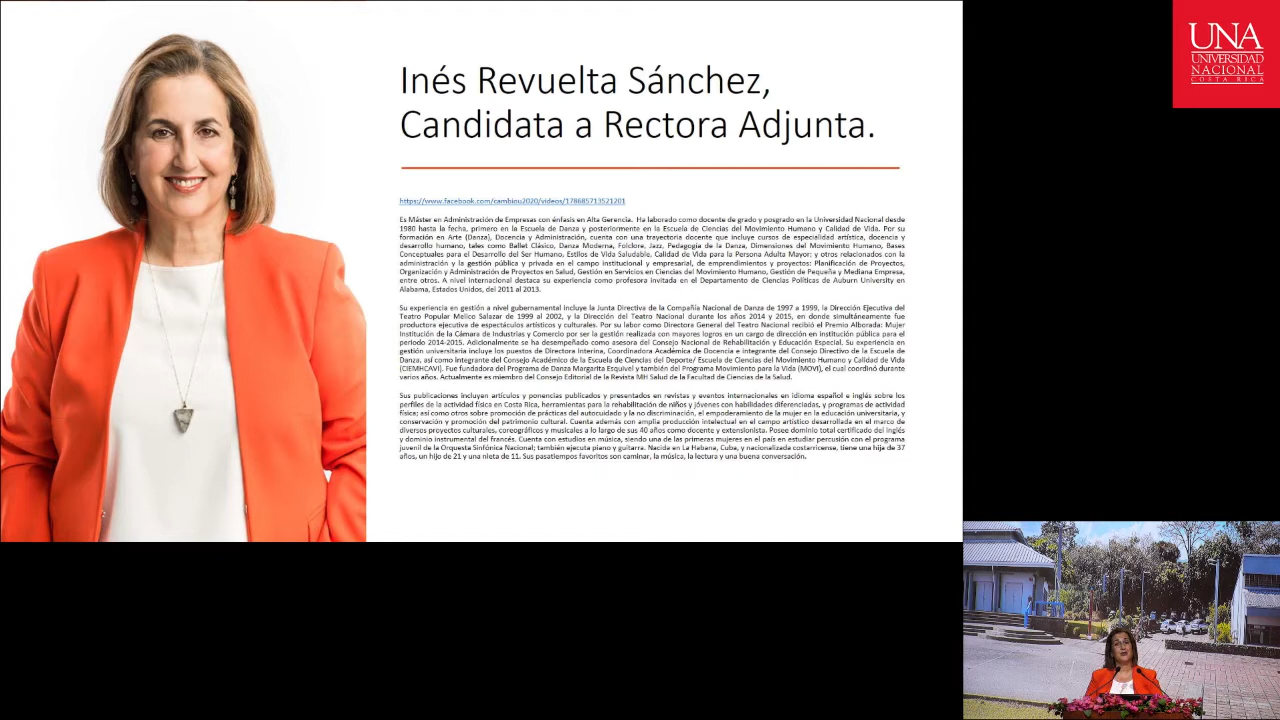 Inés Revuelta Sánchez,
Candidata a Rectora Adjunta.
https://www.facebook.com/cambiou2020/videos/178685713521201
Es Máster en Administración de Empresas con énfasis en Alta Gerencia. Ha laborado como docente de grado y posgrado en la Universidad Nacional desde
1980 hasta la fecha, primero en la Escuela de Danza y posteriormente en la Escuela de Ciencias del Movimiento Humano y Calidad de Vida. Por su
formación en Arte (Danza), Docencia y Administración, cuenta con una trayectoria docente que incluye cursos de especialidad artística, docencia y
desarrollo humano, tales como Ballet Clásico, Danza Moderna, Folclore, Jazz, Pedagogía de la Danza, Dimensiones del Movimiento Humano, Bases
Conceptuales para el Desarrollo del Ser Humano, Estilos de Vida Saludable, Calidad de Vida para la Persona Adulta Mayor; y otros relacionados con la
administración y la gestión pública y privada en el campo institucional y empresarial, de emprendimientos y proyectos: Planificación de Proyectos,
Organización y Administración de Proyectos en Salud, Gestión en Servicios en Ciencias del Movimiento Humano, Gestión de Pequeña y Mediana Empresa,
entre otros. A nivel internacional destaca su experiencia como profesora invitada en el Departamento de Ciencias Políticas de Auburn University en
Alabama, Estados Unidos, del 2011 al 2013.
Su experiencia en gestión a nivel gubernamental incluye la Junta Directiva de la Compañía Nacional de Danza de 1997 a 1999, la Dirección Ejecutiva del
Teatro Popular Melico Salazar de 1999 al 2002, y la Dirección del Teatro Nacional durante los años 2014 y 2015, en donde simultáneamente fue
productora ejecutiva de espectáculos artísticos y culturales. Por su labor como Directora General del Teatro Nacional recibió el Premio Alborada: Mujer
Institución de la Cámara de Industrias y Comercio por ser la gestión realizada con mayores logros en un cargo de dirección en institución pública para el
periodo 2014-2015. Adicionalmente se ha desempeñado como asesora del Consejo Nacional de Rehabilitación y Educación Especial. Su experiencia en
gestión universitaria incluye los puestos de Directora Interina, Coordinadora Académica de Docencia e integrante del Consejo Directivo de la Escuela de
Danza, así como integrante del Consejo Académico de la Escuela de Ciencias del Deporte/ Escuela de Ciencias del Movimiento Humano y Calidad de Vida
(CIEMHCAVI). Fue fundadora del Programa de Danza Margarita Esquivel y también del Programa Movimiento para la Vida (MOVI), el cual coordinó durante
varios años. Actualmente es miembro del Consejo Editorial de la Revista MH Salud de la Facultad de Ciencias de la Salud.
Sus publicaciones incluyen artículos y ponencias publicados y presentados en revistas y eventos internacionales en idioma español e inglés sobre los
perfiles de la actividad física en Costa Rica, herramientas para la rehabilitación de niños y jóvenes con habilidades diferenciadas, y programas de actividad
física; así como otros sobre promoción de prácticas del autocuidado y la no discriminación, el empoderamiento de la mujer en la educación universitaria, y
conservación y promoción del patrimonio cultural. Cuenta además con amplia producción intelectual en el campo artístico desarrollada en el marco de
diversos proyectos culturales, coreográficos y musicales a lo largo de sus 40 años como docente y extensionista. Posee dominio total certificado del Inglés
y dominio instrumental del francés. Cuenta con estudios en música, siendo una de las primeras mujeres en el país en estudiar percusión con el programa
juvenil de la Orquesta Sinfónica Nacional; también ejecuta piano y guitarra. Nacida en La Habana, Cuba, y nacionalizada costarricense, tiene una hija de 37
años, un hijo de 21 y una nieta de 11. Sus pasatiempos favoritos son caminar, la música, la lectura y una buena conversación.
UNA
UNIVERSIDAD
NACIONAL
COSTA RICA